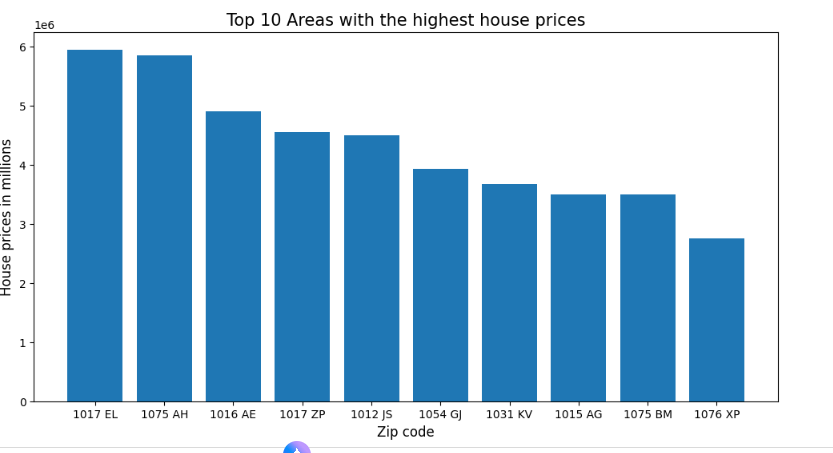 Top 10 Areas with the highest house prices
1e6
6
5
4
3
2
1
0
House prices in millions
1017 EL 1075 AH 1016 AE 1017 ZP 1012 JS 1054 GJ 1031 KV 1015 AG 1075 BM 1076 XP
Zip code